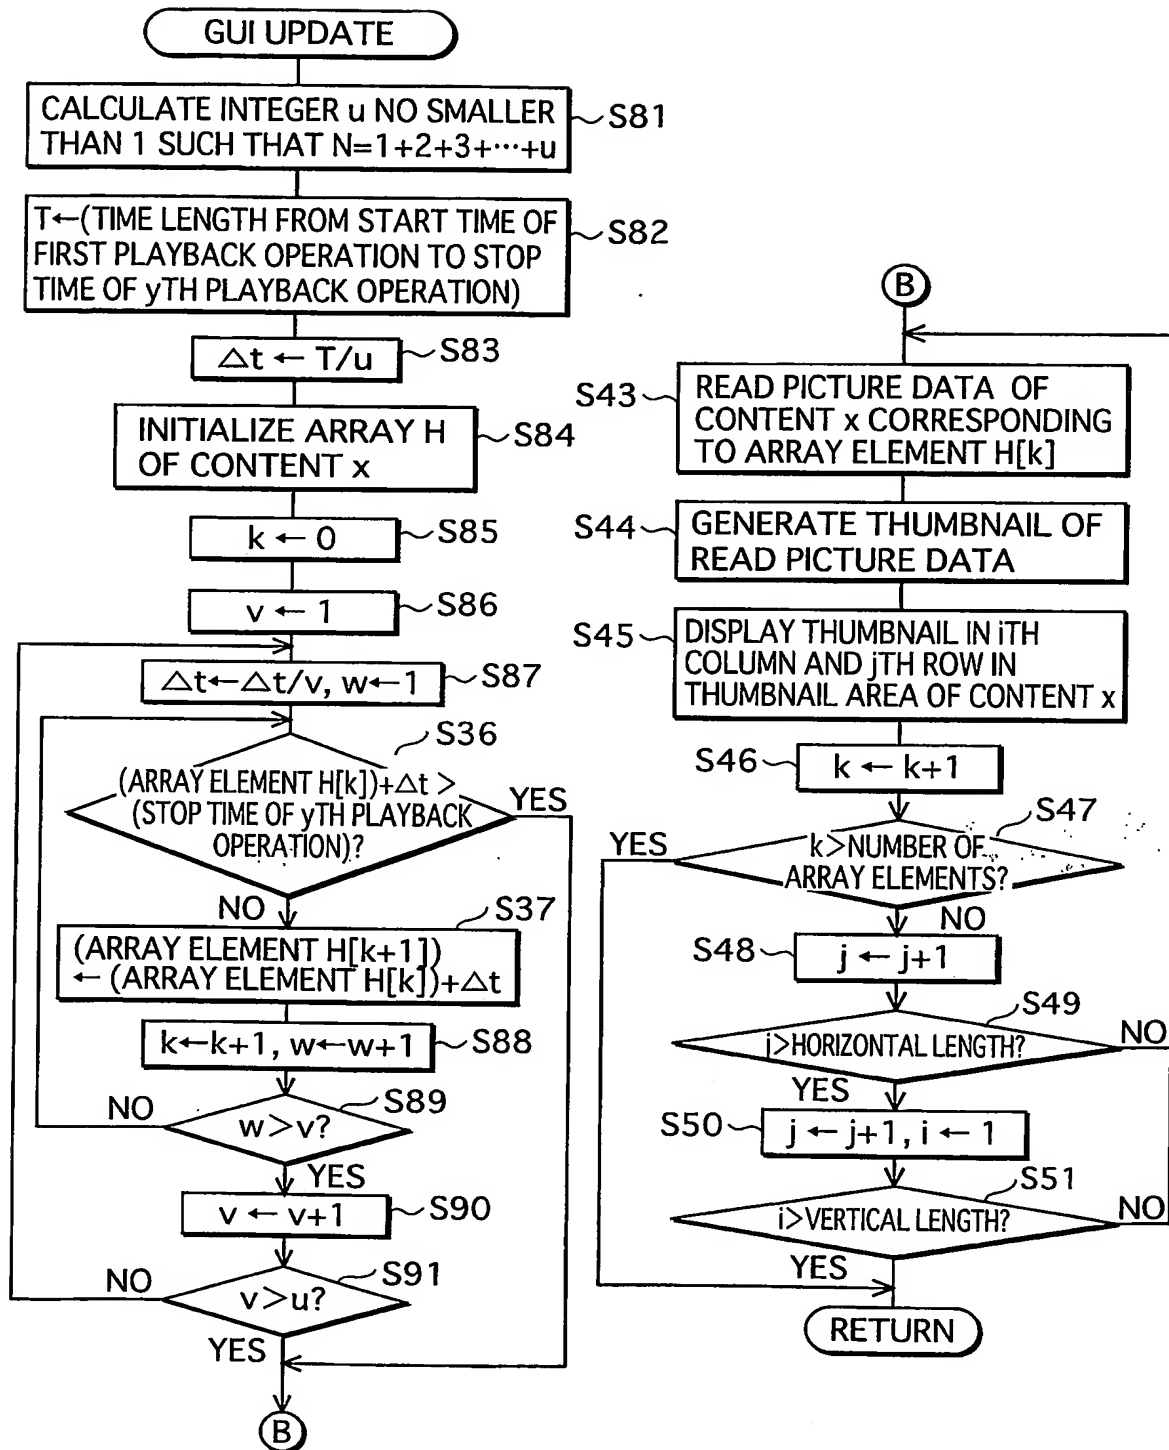 GUI UPDATE
CALCULATE INTEGER u NO SMALLER
THAN 1 SUCH THAT N=1+2+3+···+u
S81
T←(TIME LENGTH FROM START TIME OF
FIRST PLAYBACK OPERATION TO STOP
TIME OF yTH PLAYBACK OPERATION)
S82
△t ← T/u
S83
INITIALIZE ARRAY H
OF CONTENT x
S84
k ← 0
S85
v ← 1
S86
△t←△t/v, w←1
S87
S36
(ARRAY ELEMENT H[k])+△t >
(STOP TIME OF yTH PLAYBACK
OPERATION)?
YES
NO
S37
(ARRAY ELEMENT H[k+1])
← (ARRAY ELEMENT H[k])+△t
k←k+1, w←w+1
S88
S89
NO
w>v?
YES
v ← v+1
S90
S91
NO
v>u?
YES
B
B
S43
READ PICTURE DATA OF
CONTENT x CORRESPONDING
TO ARRAY ELEMENT H[k]
S44
GENERATE THUMBNAIL OF
READ PICTURE DATA
S45
DISPLAY THUMBNAIL IN iTH
COLUMN AND jTH ROW IN
THUMBNAIL AREA OF CONTENT x
S46
k ← k+1
S47
YES
k>NUMBER OF
ARRAY ELEMENTS?
NO
S48
j ← j+1
S49
j>HORIZONTAL LENGTH?
NO
YES
S50
j ← j+1, i ← 1
S51
i>VERTICAL LENGTH?
NO
YES
RETURN